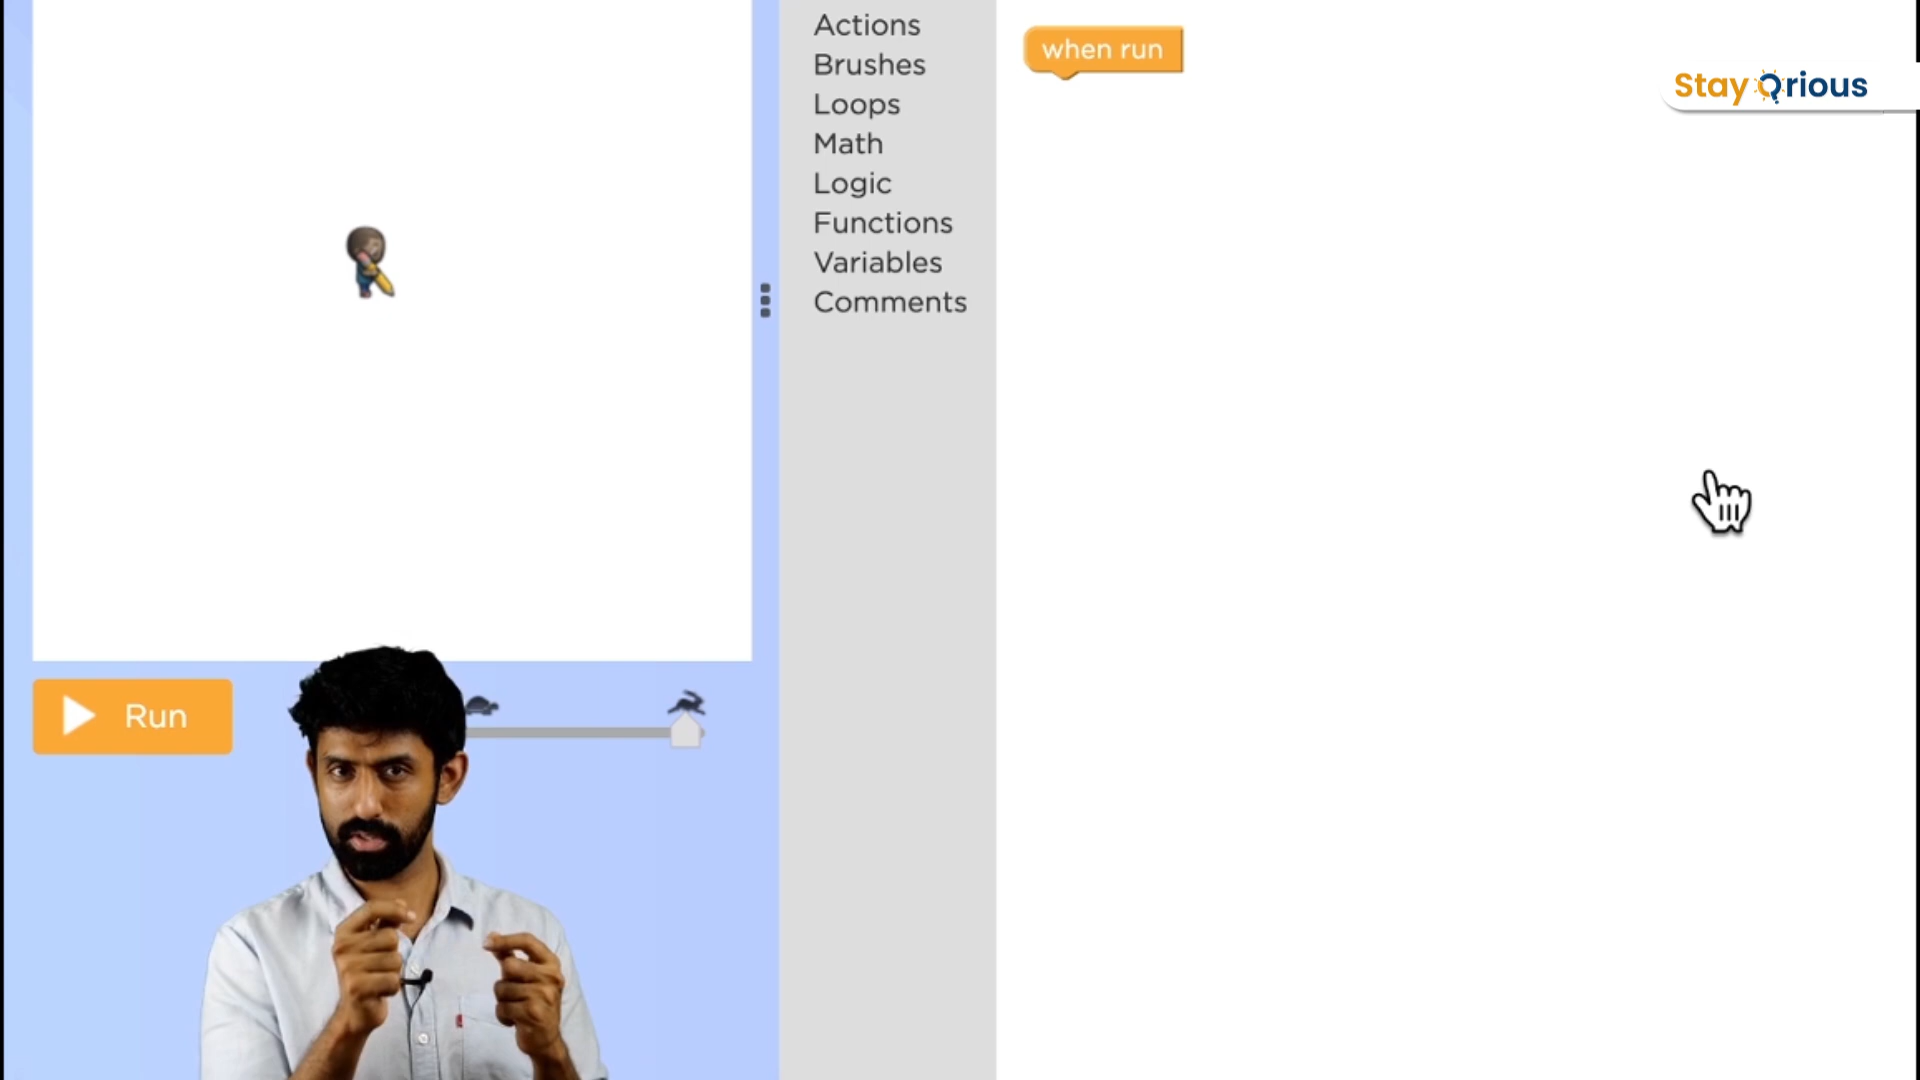 Actions
Brushes
Loops
Math
Logic
Functions
Variables
Comments
when run
Stay Qrious
Run